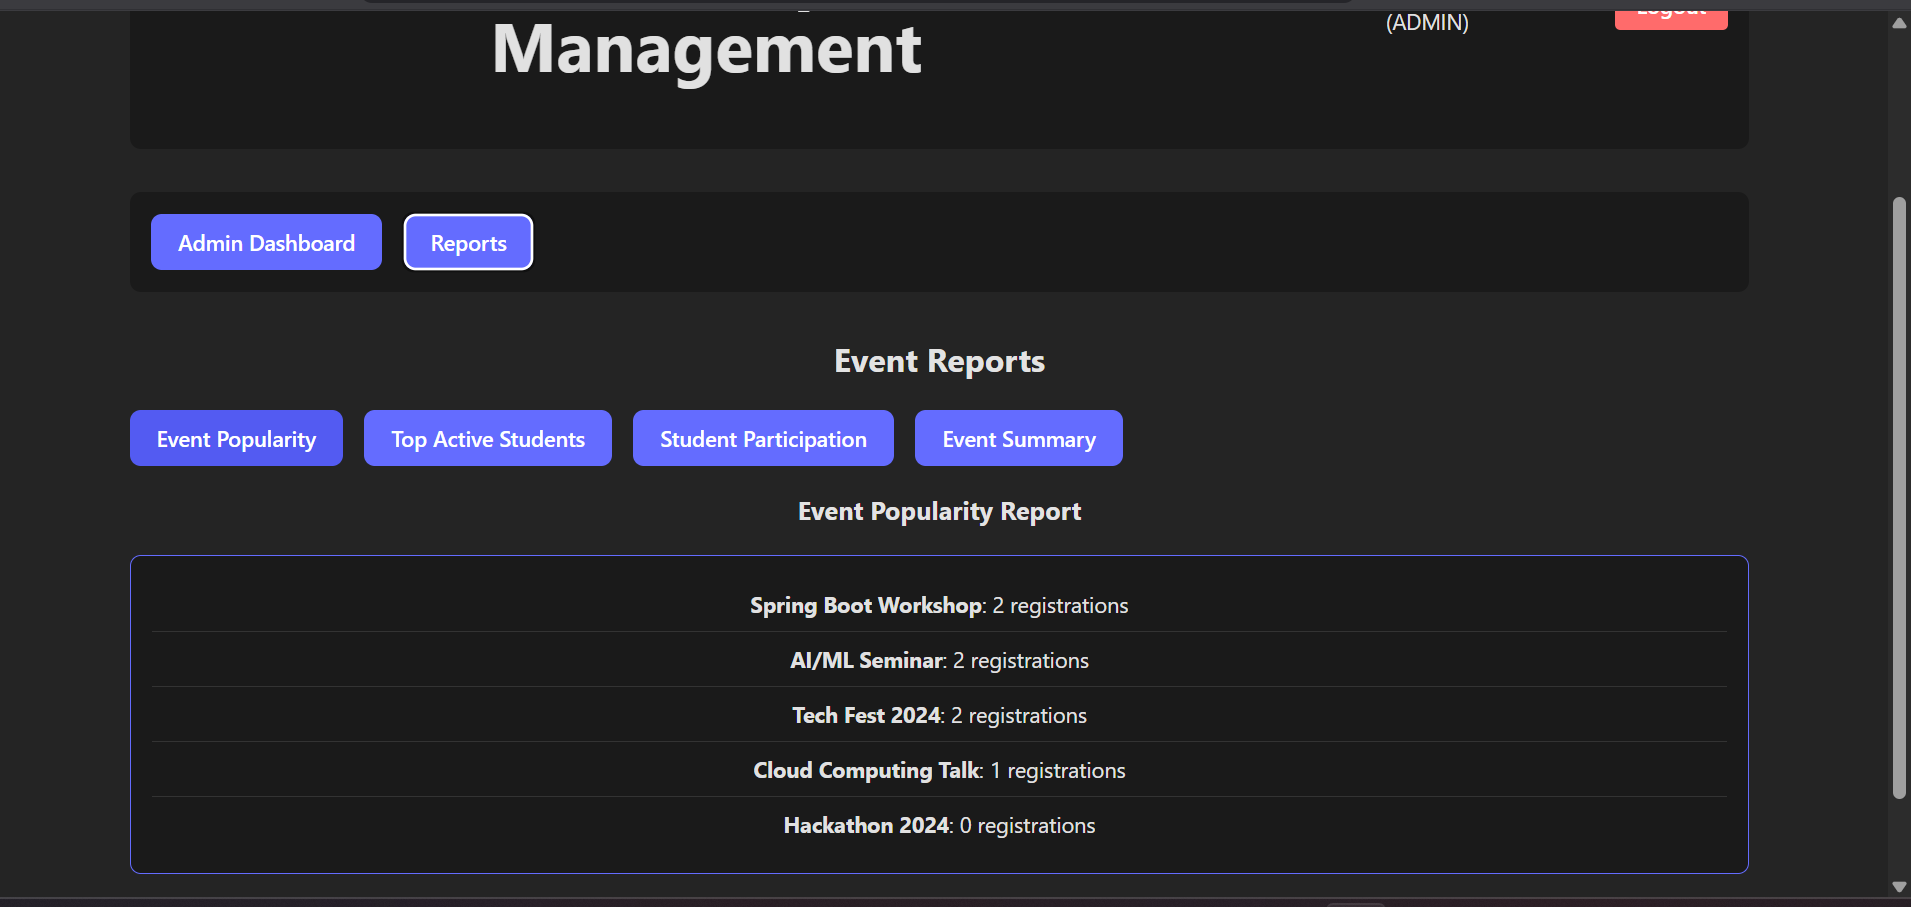 Management
(ADMIN)
Logout
Admin Dashboard
Reports
Event Reports
Event Popularity
Top Active Students
Student Participation
Event Summary
Event Popularity Report
Spring Boot Workshop: 2 registrations
AI/ML Seminar: 2 registrations
Tech Fest 2024: 2 registrations
Cloud Computing Talk: 1 registrations
Hackathon 2024: 0 registrations